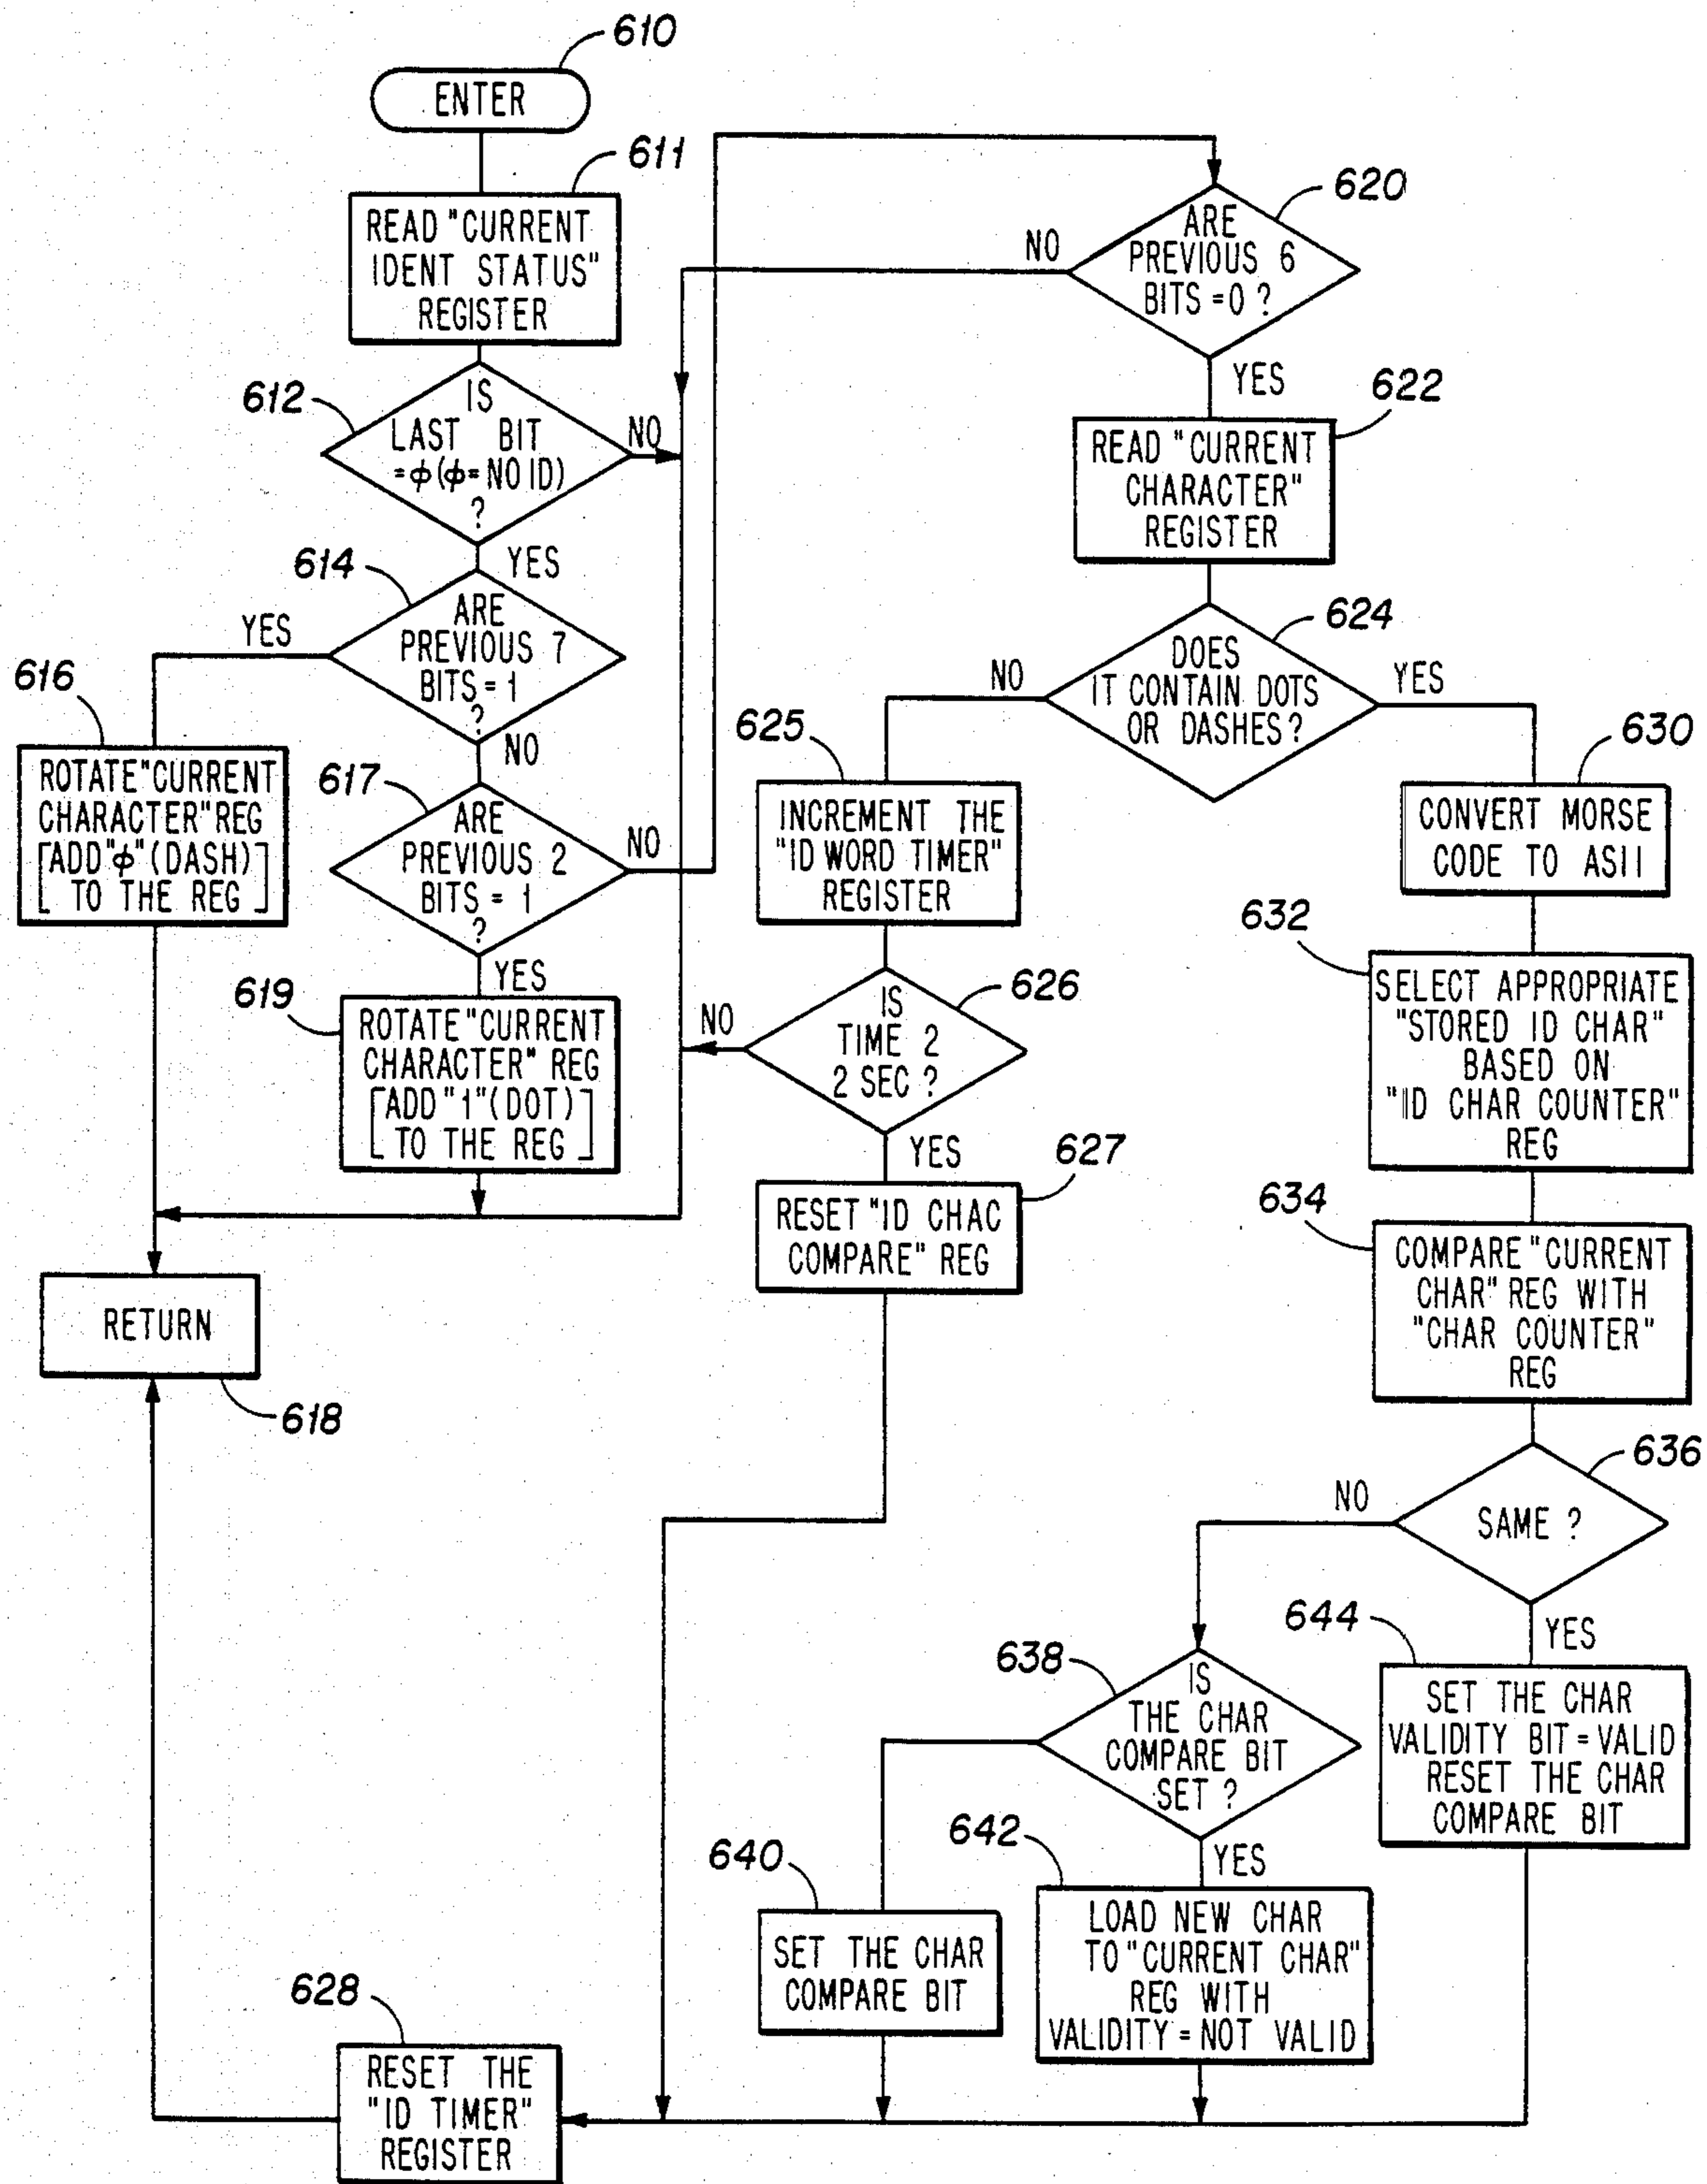 610
ENTER
611
READ "CURRENT
IDENT STATUS"
REGISTER
612
IS
LAST BIT
=ϕ(ϕ=NO ID)
?
NO
YES
614
ARE
PREVIOUS 7
BITS = 1
?
YES
NO
616
ROTATE "CURRENT
CHARACTER" REG
[ADD "ϕ" (DASH)
TO THE REG]
617
ARE
PREVIOUS 2
BITS = 1
?
NO
YES
619
ROTATE "CURRENT
CHARACTER" REG
[ADD "1" (DOT)
TO THE REG]
RETURN
618
620
ARE
PREVIOUS 6
BITS =0 ?
NO
YES
622
READ "CURRENT
CHARACTER"
REGISTER
624
DOES
IT CONTAIN DOTS
OR DASHES?
NO
YES
625
INCREMENT THE
"ID WORD TIMER"
REGISTER
626
IS
TIME 2
2 SEC ?
NO
YES
627
RESET "ID CHAC
COMPARE" REG
630
CONVERT MORSE
CODE TO ASII
632
SELECT APPROPRIATE
"STORED ID CHAR"
BASED ON
"ID CHAR COUNTER"
REG
634
COMPARE "CURRENT
CHAR" REG WITH
"CHAR COUNTER"
REG
636
SAME ?
NO
YES
638
IS
THE CHAR
COMPARE BIT
SET ?
YES
640
SET THE CHAR
COMPARE BIT
642
LOAD NEW CHAR
TO "CURRENT CHAR"
REG WITH
VALIDITY = NOT VALID
644
SET THE CHAR
VALIDITY BIT = VALID
RESET THE CHAR
COMPARE BIT
628
RESET THE
"ID TIMER"
REGISTER